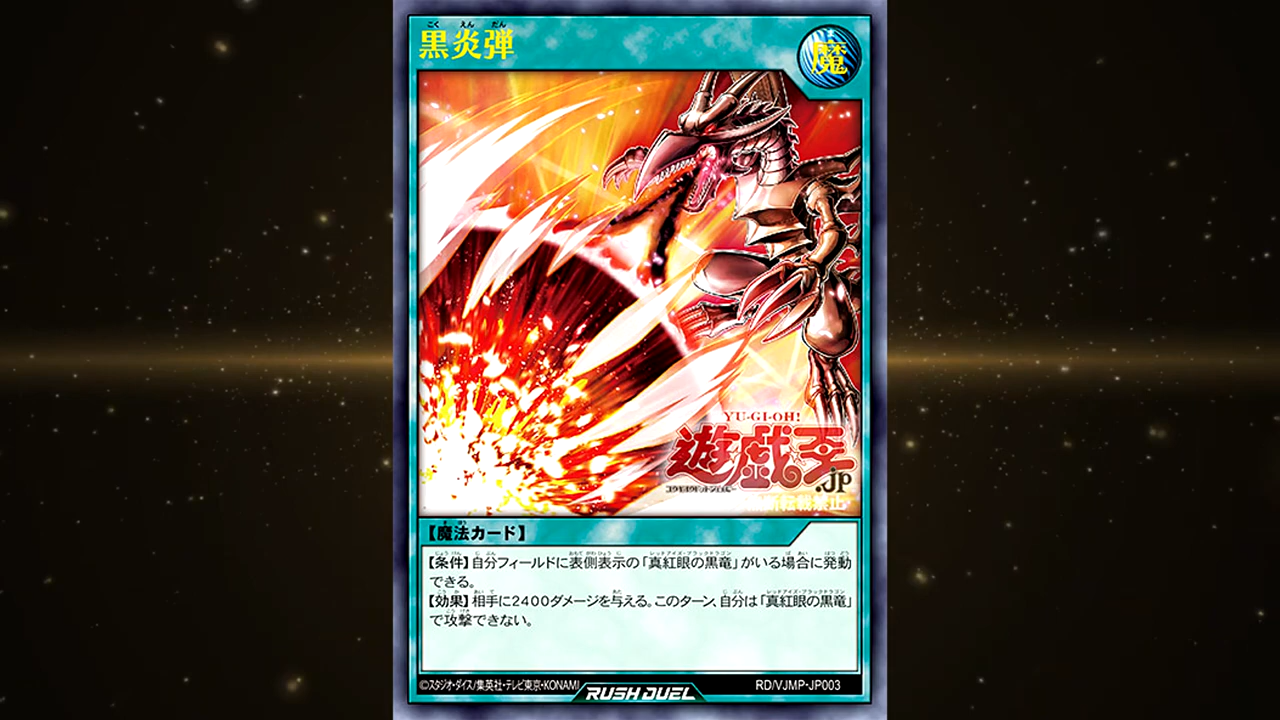 黒炎弾
魔
YU-GI-OH!
遊戯王
.JP
【魔法カード】
【条件】自分フィールドに表側表示の「真紅眼の黒竜」がいる場合に発動
できる。
【効果】相手に2400ダメージを与える。このターン、自分は「真紅眼の黒竜」
で攻撃できない。
©スタジオ・ダイス/集英社・テレビ東京・KONAMI
RUSH DUEL
RD/VJMP-JP003